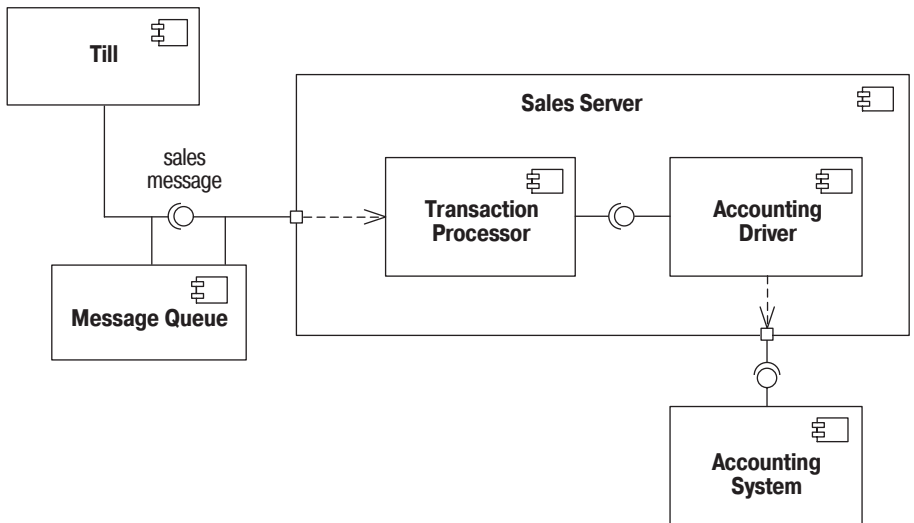 Till
sales
message
Sales Server
Transaction
Processor
Accounting
Driver
Message Queue
Accounting
System